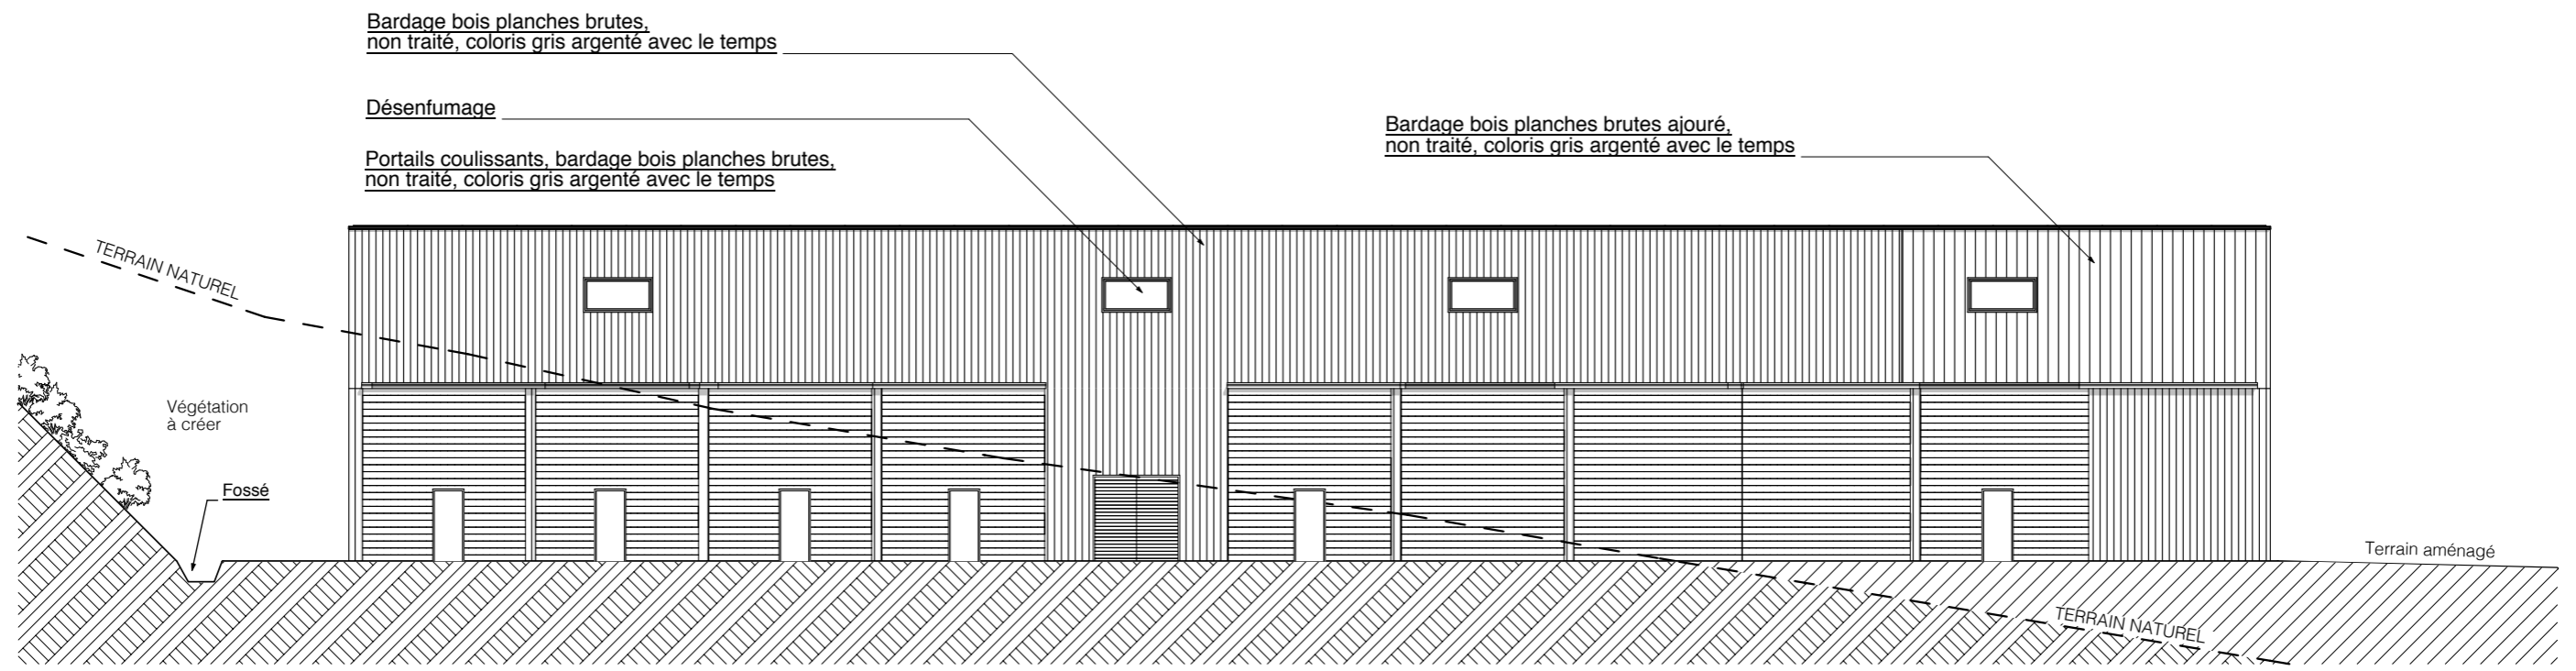 Bardage bois planches brutes,
non traité, coloris gris argenté avec le temps
Désenfumage
Portails coulissants, bardage bois planches brutes,
non traité, coloris gris argenté avec le temps
Bardage bois planches brutes ajouré,
non traité, coloris gris argenté avec le temps
TERRAIN NATUREL
Végétation
à créer
Fossé
Terrain aménagé
TERRAIN NATUREL